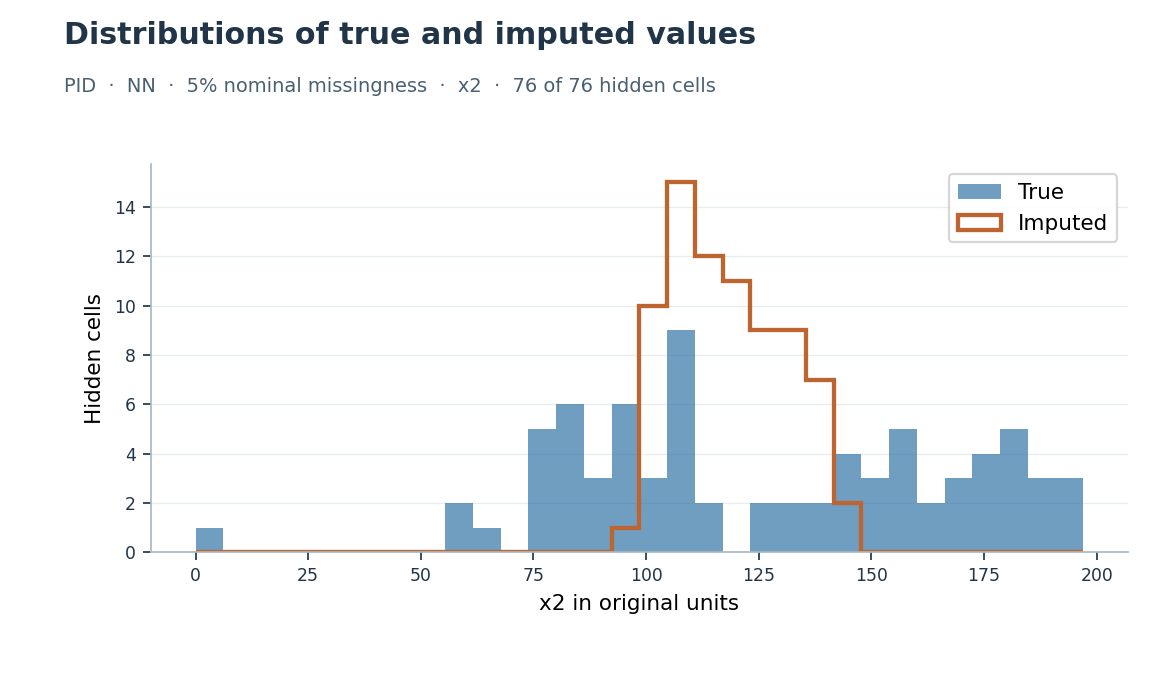 Distributions of true and imputed values
PID · NN · 5% nominal missingness · x2 · 76 of 76 hidden cells
True
Imputed
Hidden cells
14
12
10
8
6
4
2
0
0 25 50 75 100 125 150 175 200
x2 in original units